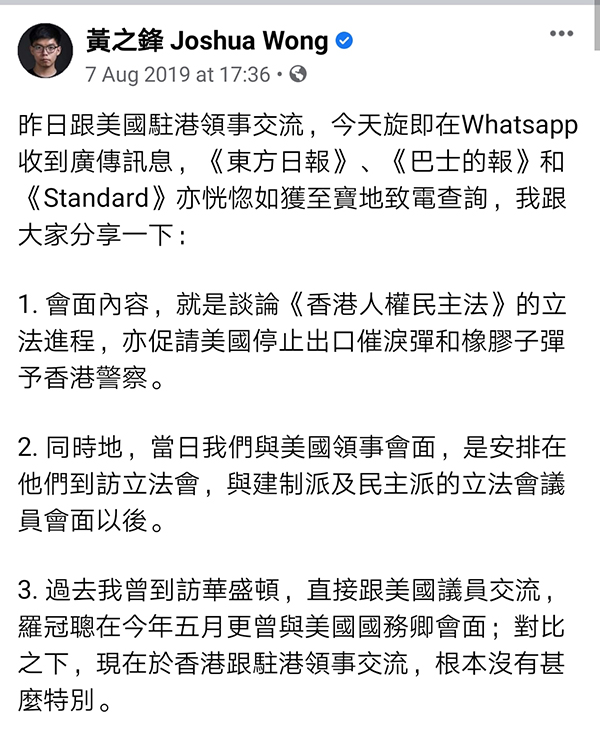 黃之鋒 Joshua Wong
7 Aug 2019 at 17:36 •
昨日跟美國駐港領事交流，今天旋即在Whatsapp
收到廣傳訊息，《東方日報》、《巴士的報》和
《Standard》亦恍惚如獲至寶地致電查詢，我跟
大家分享一下：
1. 會面內容，就是談論《香港人權民主法》的立
法進程，亦促請美國停止出口催淚彈和橡膠子彈
予香港警察。
2. 同時地，當日我們與美國領事會面，是安排在
他們到訪立法會，與建制派及民主派的立法會議
員會面以後。
3. 過去我曾到訪華盛頓，直接跟美國議員交流，
羅冠聰在今年五月更曾與美國國務卿會面；對比
之下，現在於香港跟駐港領事交流，根本沒有甚
麼特別。